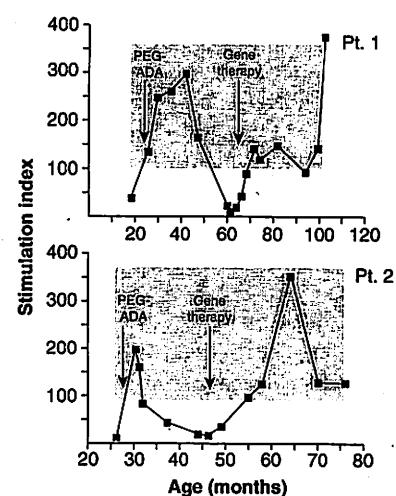 400
Pt. 1
PEG-
ADA
Gene
therapy
300
200
100
0 20 40 60 80 100 120
Stimulation index
400
Pt. 2
PEG-
ADA
Gene
therapy
300
200
100
20 30 40 50 60 70 80
Age (months)